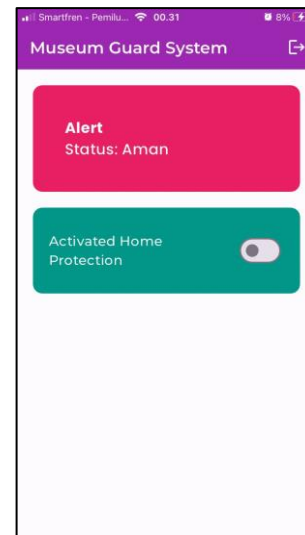 Smartfren - Pemilu... 00.31 8%
Museum Guard System
Alert
Status: Aman
Activated Home
Protection